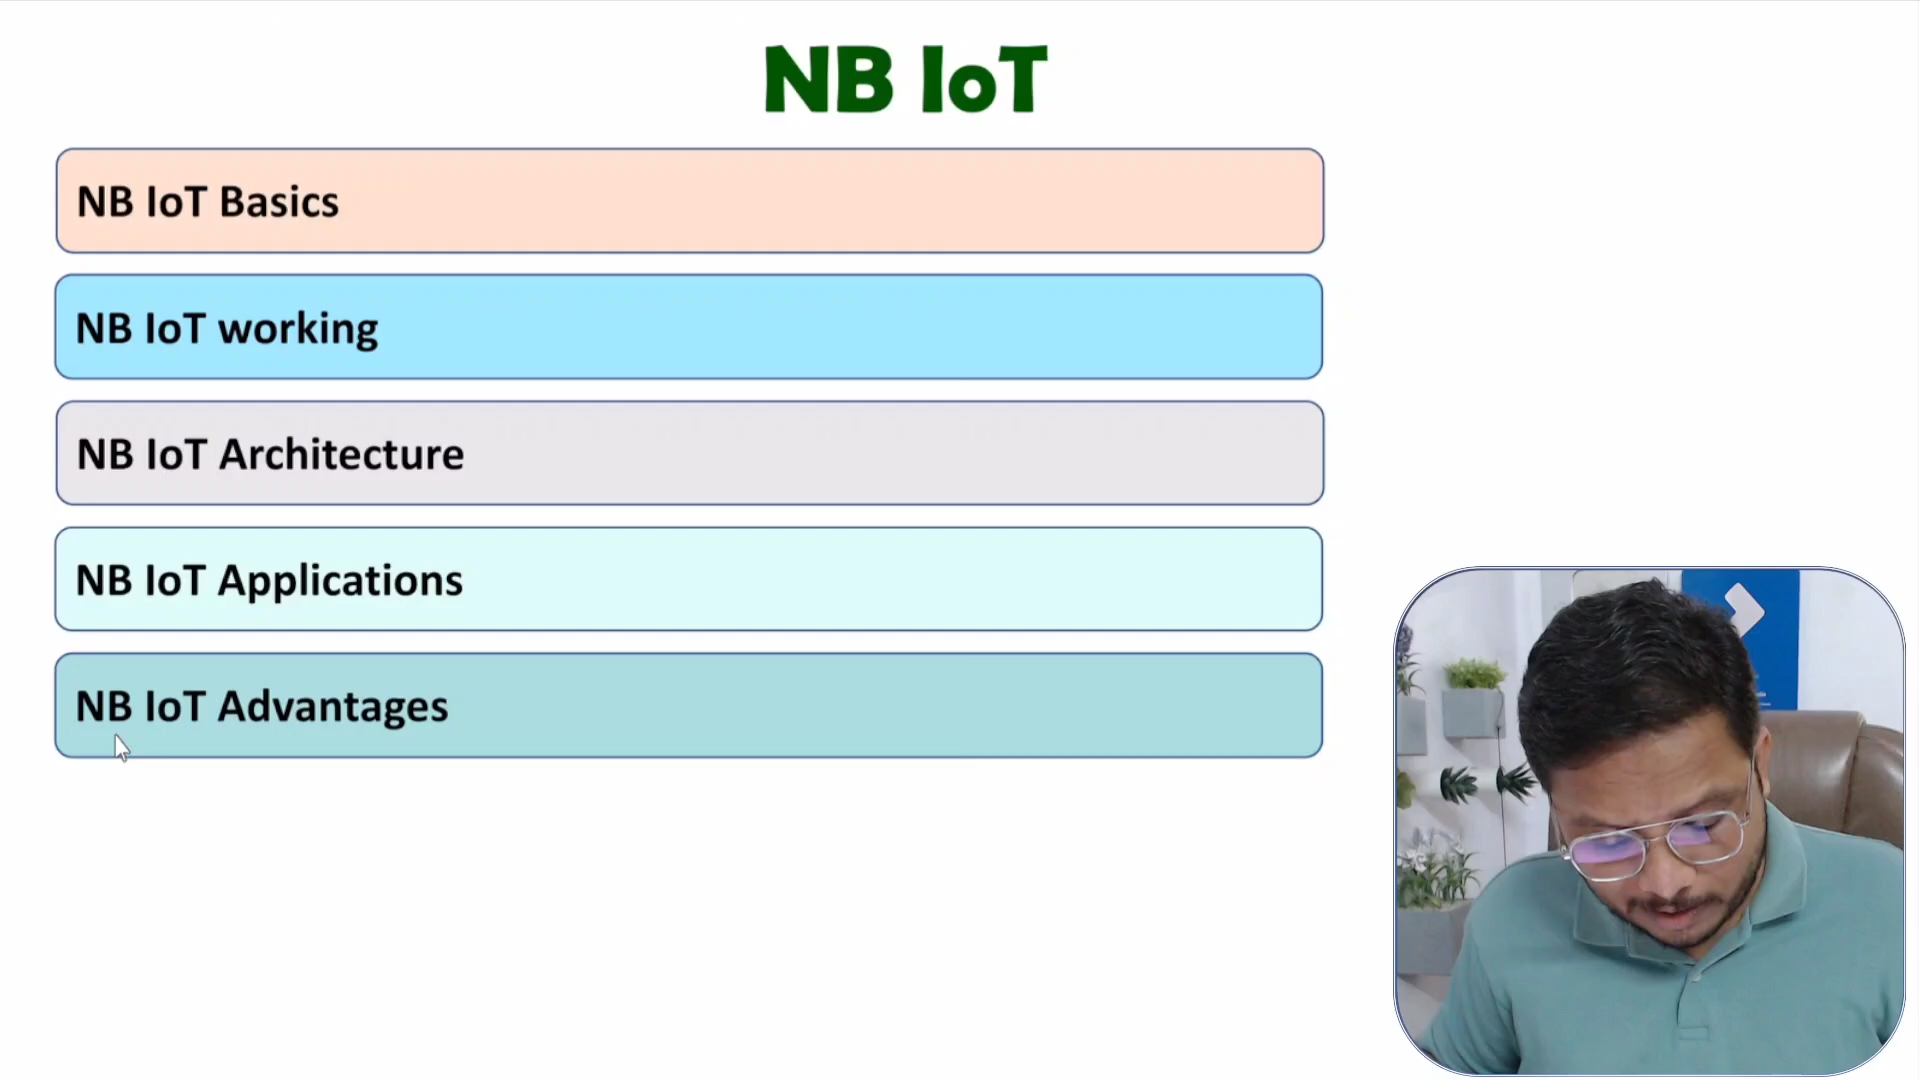 NB IoT
NB IoT Basics
NB IoT working
NB IoT Architecture
NB IoT Applications
NB IoT Advantages